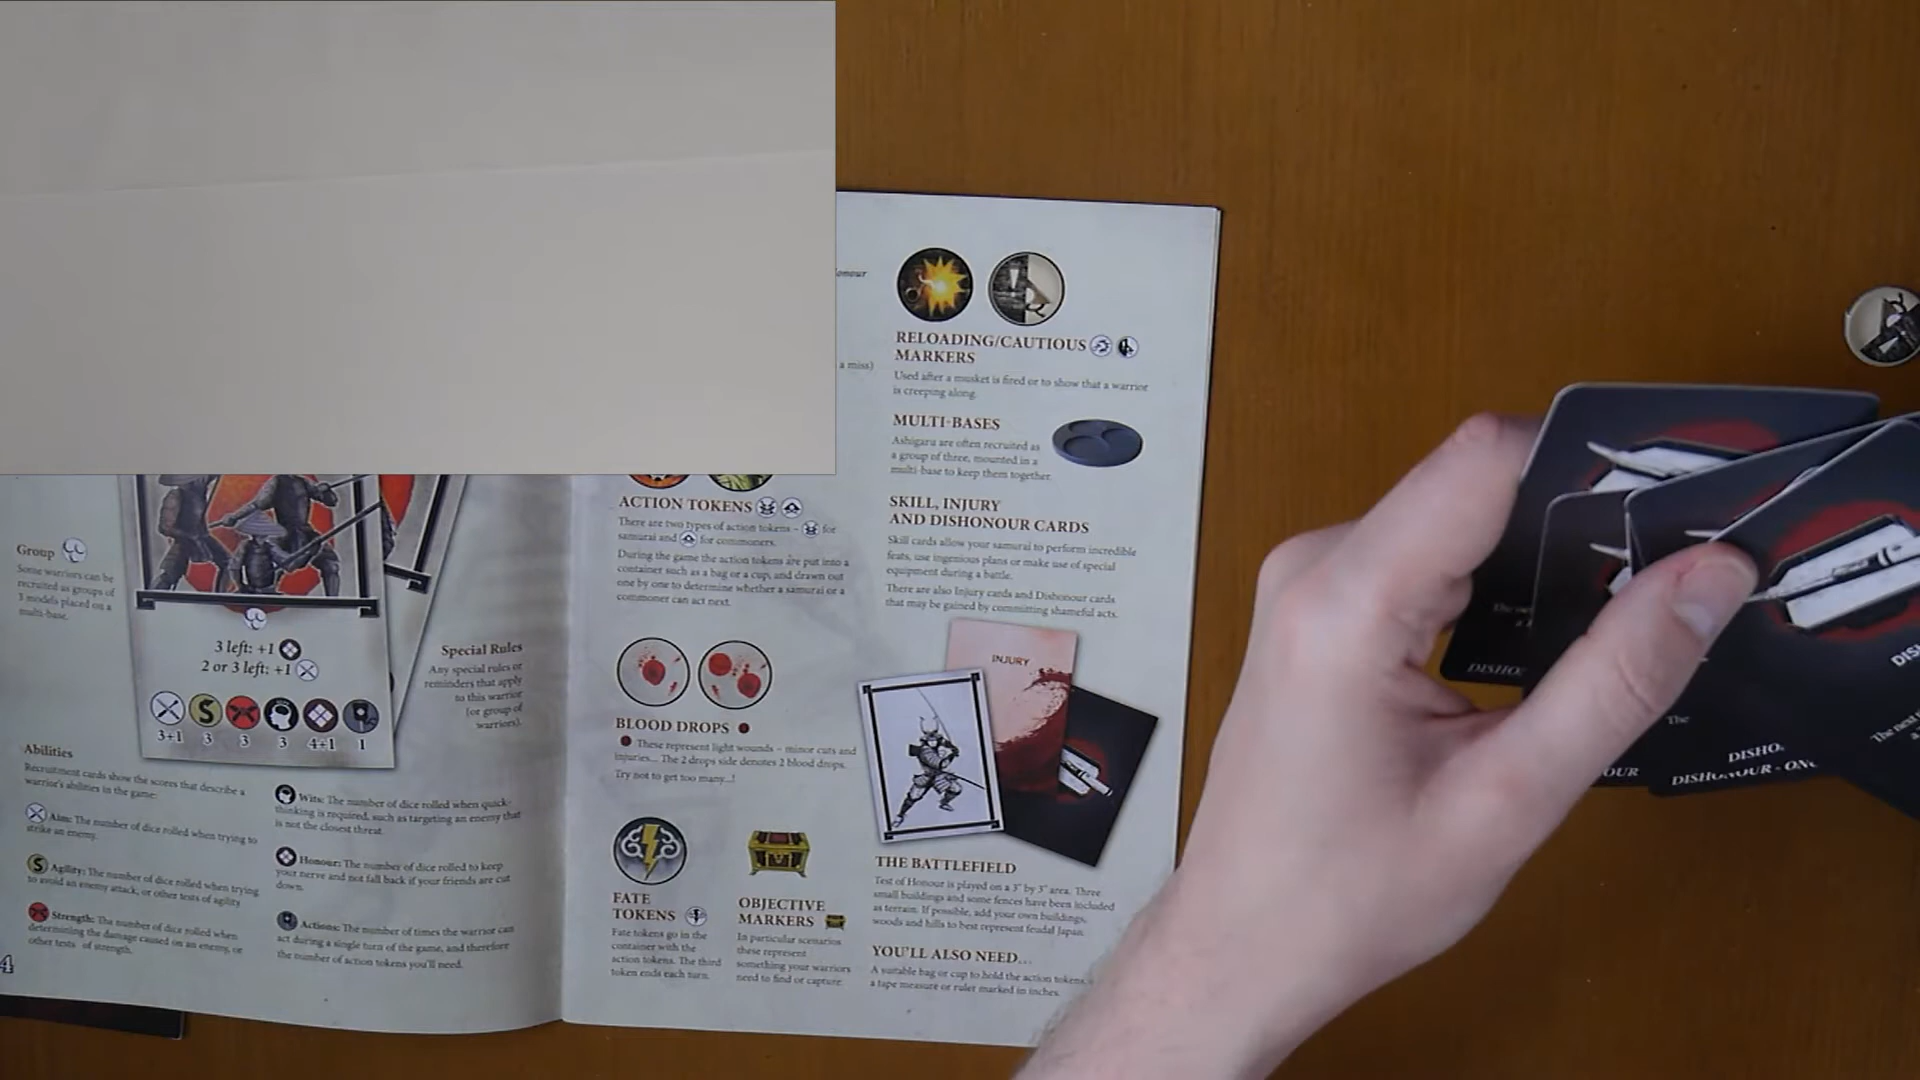 Group
Some warriors can be
recruited as groups of
3 models placed on a
multi-base.
3 left: +1
2 or 3 left: +1
3+1 3 3 3 4+1 1
Special Rules
Any special rules or
reminders that apply
to this warrior
(or group of
warriors).
Abilities
Recruitment cards show the scores that describe a
warrior's abilities in the game:
Aim: The number of dice rolled when trying to
strike an enemy.
Agility: The number of dice rolled when trying
to avoid an enemy attack, or other tests of agility
Strength: The number of dice rolled when
determining the damage caused on an enemy, or
other tests of strength.
Wits: The number of dice rolled when quick-
thinking is required, such as targeting an enemy that
is not the closest threat.
Honour: The number of dice rolled to keep
your nerve and not fall back if your friends are cut
down.
Actions: The number of times the warrior can
act during a single turn of the game, and therefore
the number of action tokens you'll need.
4
onour
a miss)
ACTION TOKENS
There are two types of action tokens – for
samurai and for commoners.
During the game the action tokens are put into a
container such as a bag or a cup, and drawn out
one by one to determine whether a samurai or a
commoner can act next.
BLOOD DROPS
These represent light wounds – minor cuts and
injuries... The 2 drops side denotes 2 blood drops.
Try not to get too many...!
FATE
TOKENS
Fate tokens go in the
container with the
action tokens. The third
token ends each turn.
OBJECTIVE
MARKERS
In particular scenarios
these represent
something your warriors
need to find or capture.
RELOADING/CAUTIOUS
MARKERS
Used after a musket is fired or to show that a warrior
is creeping along.
MULTI-BASES
Ashigaru are often recruited as
a group of three, mounted in a
multi-base to keep them together.
SKILL, INJURY
AND DISHONOUR CARDS
Skill cards allow your samurai to perform incredible
feats, use ingenious plans or make use of special
equipment during a battle.
There are also Injury cards and Dishonour cards
that may be gained by committing shameful acts.
INJURY
THE BATTLEFIELD
Test of Honour is played on a 3' by 3' area. Three
small buildings and some fences have been included
as terrain. If possible, add your own buildings,
woods and hills to best represent feudal Japan.
YOU'LL ALSO NEED...
A suitable bag or cup to hold the action tokens,
a tape measure or ruler marked in inches.
DISHO
The
OUR
DISHO
DISHONOUR - ON
DIS
The next
a